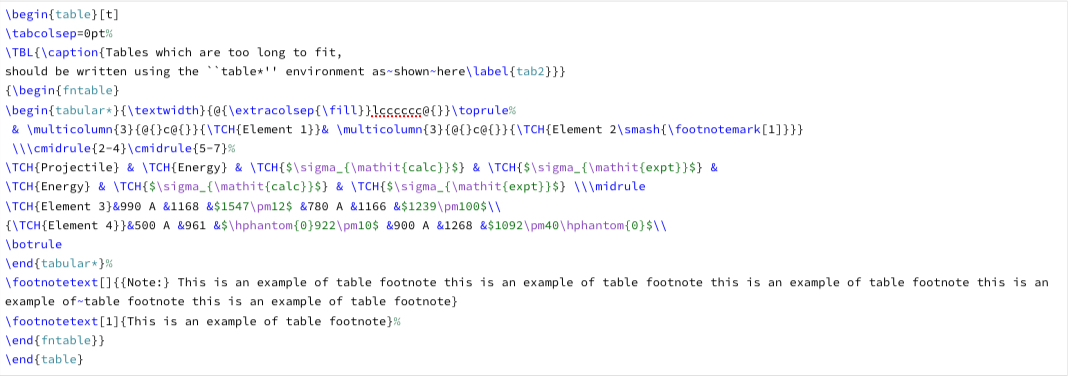 \begin{table}[t]
\tabcolsep=0pt%
\TBL{\caption{Tables which are too long to fit,
should be written using the ``table*'' environment as~shown~here\label{tab2}}}
{\begin{fntable}
\begin{tabular*}{\textwidth}{@{\extracolsep{\fill}}lcccccc@{}}\toprule%
 & \multicolumn{3}{@{}c@{}}{\TCH{Element 1}}& \multicolumn{3}{@{}c@{}}{\TCH{Element 2\smash{\footnotemark[1]}}}
 \\\cmidrule{2-4}\cmidrule{5-7}%
\TCH{Projectile} & \TCH{Energy} & \TCH{$\sigma_{\mathit{calc}}$} & \TCH{$\sigma_{\mathit{expt}}$} &
\TCH{Energy} & \TCH{$\sigma_{\mathit{calc}}$} & \TCH{$\sigma_{\mathit{expt}}$} \\\midrule
\TCH{Element 3}&990 A &1168 &$1547\pm12$ &780 A &1166 &$1239\pm100$\\
{\TCH{Element 4}}&500 A &961 &$\hphantom{0}922\pm10$ &900 A &1268 &$1092\pm40\hphantom{0}$\\
\botrule
\end{tabular*}%
\footnotetext[]{{Note:} This is an example of table footnote this is an example of table footnote this is an example of table footnote this is an
example of~table footnote this is an example of table footnote}
\footnotetext[1]{This is an example of table footnote}%
\end{fntable}}
\end{table}